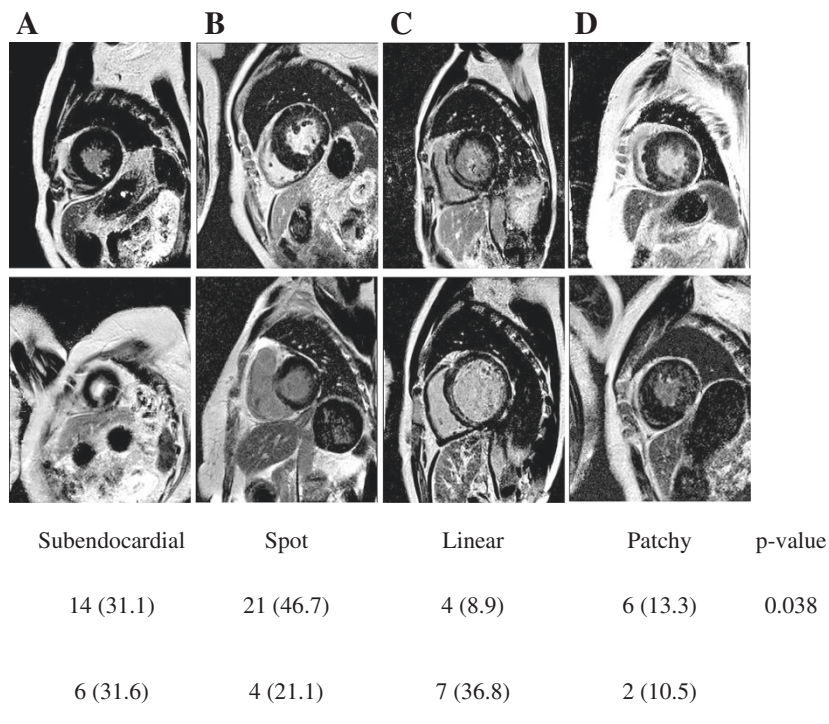 A B C D
Subendocardial Spot Linear Patchy p-value
14 (31.1) 21 (46.7) 4 (8.9) 6 (13.3) 0.038
6 (31.6) 4 (21.1) 7 (36.8) 2 (10.5)